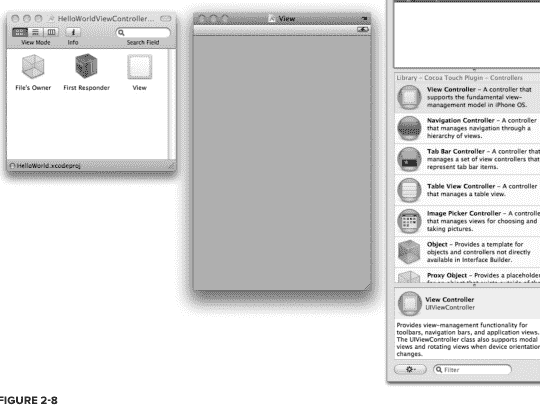 HelloWorldViewController...
View Mode
Info
Search Field
File's Owner
First Responder
View
HelloWorld.xcodeproj
View
Library – Cocoa Touch Plugin – Controllers
View Controller – A controller that
supports the fundamental view-
management model in iPhone OS.
Navigation Controller – A controller
that manages navigation through a
hierarchy of views.
Tab Bar Controller – A controller that
manages a set of view controllers that
represent tab bar items.
Table View Controller – A controller
that manages a table view.
Image Picker Controller – A controlle
that manages views for choosing and
taking pictures.
Object – Provides a template for
objects and controllers not directly
available in Interface Builder.
Proxy Object – Provides a placeholde
View Controller
UIViewController
Provides view-management functionality for
toolbars, navigation bars, and application views.
The UIViewController class also supports modal
views and rotating views when device orientation
changes.
Filter
FIGURE 2-8